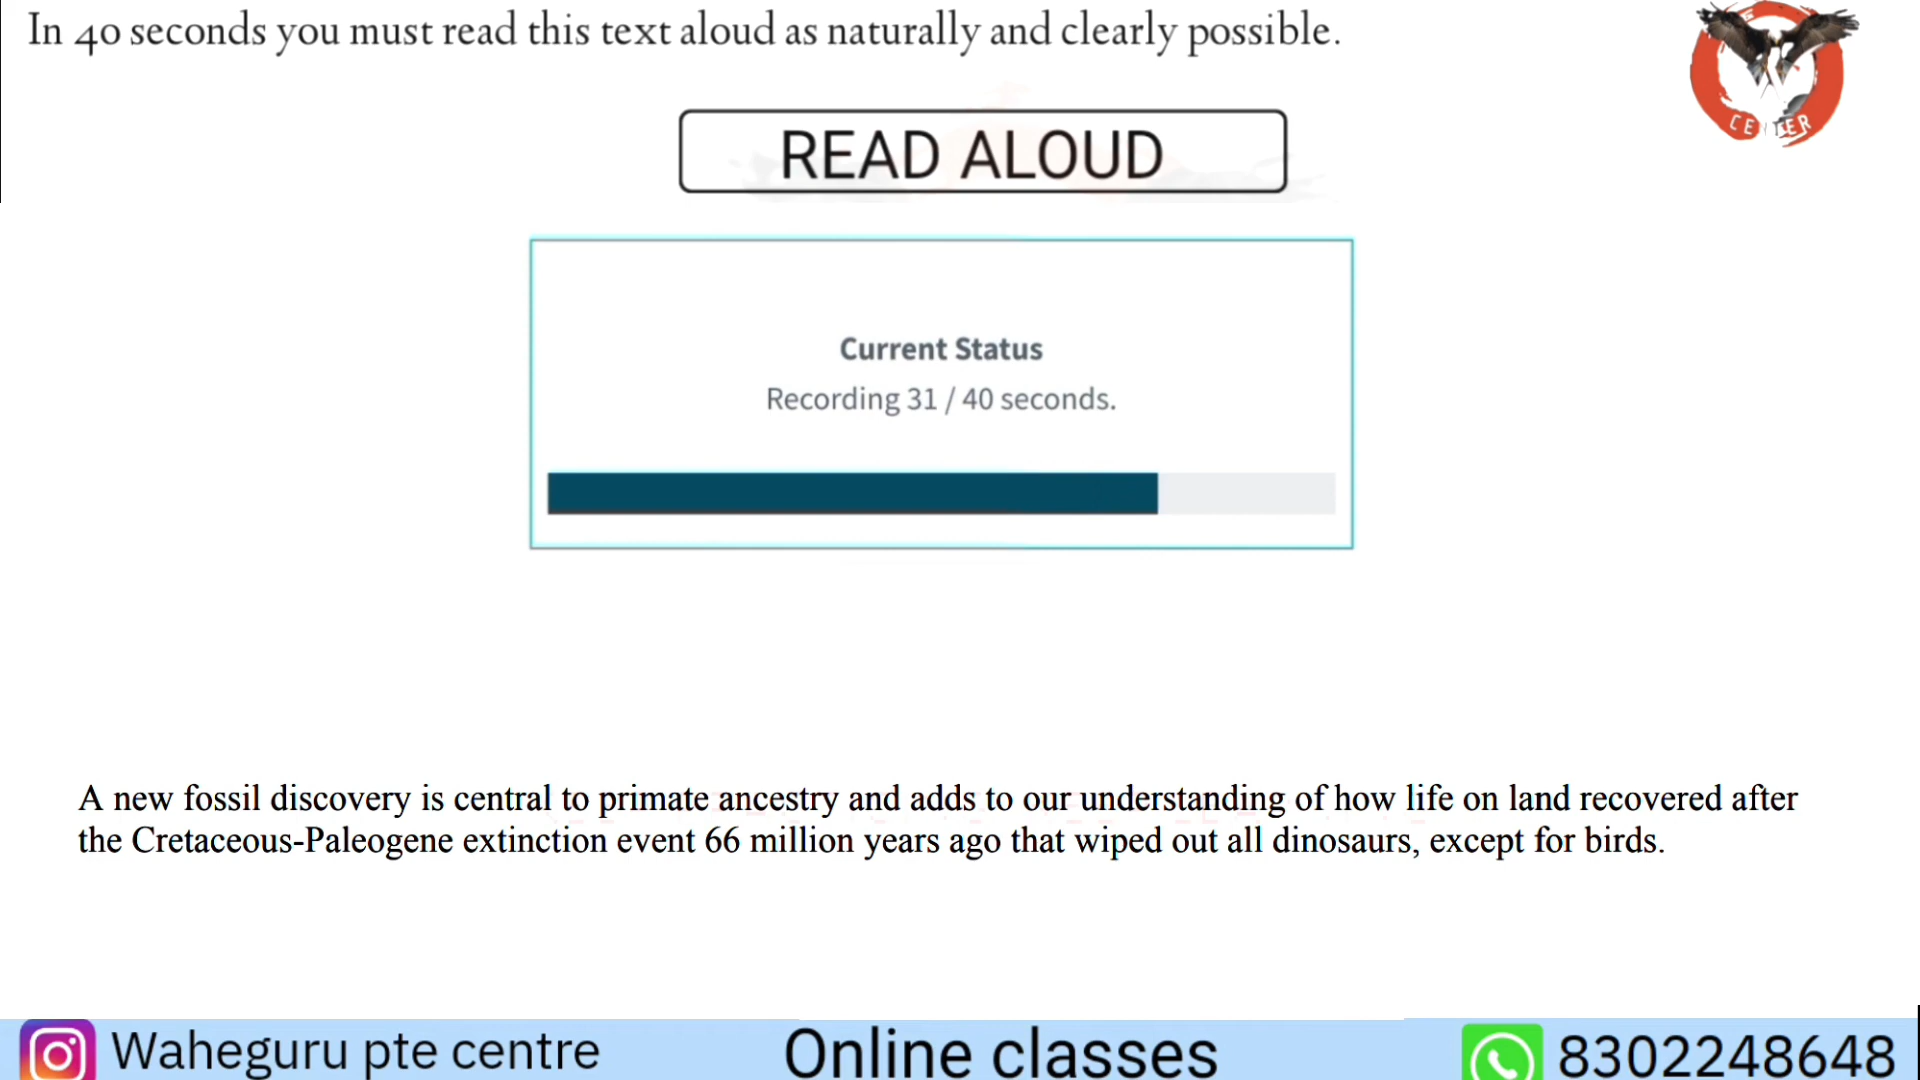 In 40 seconds you must read this text aloud as naturally and clearly possible.
READ ALOUD
Current Status
Recording 31 / 40 seconds.
A new fossil discovery is central to primate ancestry and adds to our understanding of how life on land recovered after
the Cretaceous-Paleogene extinction event 66 million years ago that wiped out all dinosaurs, except for birds.
Waheguru pte centre
Online classes
8302248648